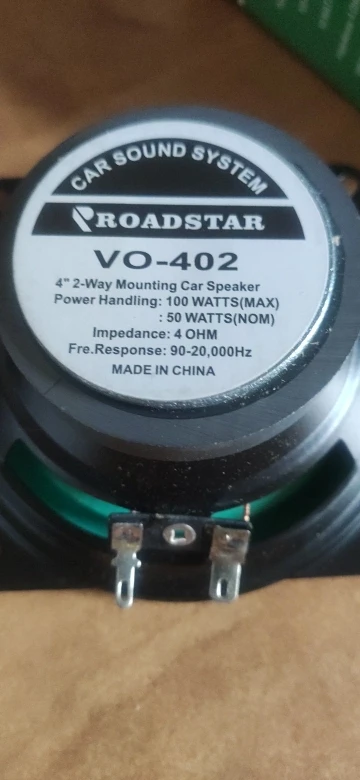 CAR SOUND SYSTEM
ROADSTAR
VO-402
4" 2-Way Mounting Car Speaker
Power Handling: 100 WATTS(MAX)
: 50 WATTS(NOM)
Impedance: 4 OHM
Fre.Response: 90-20,000Hz
MADE IN CHINA